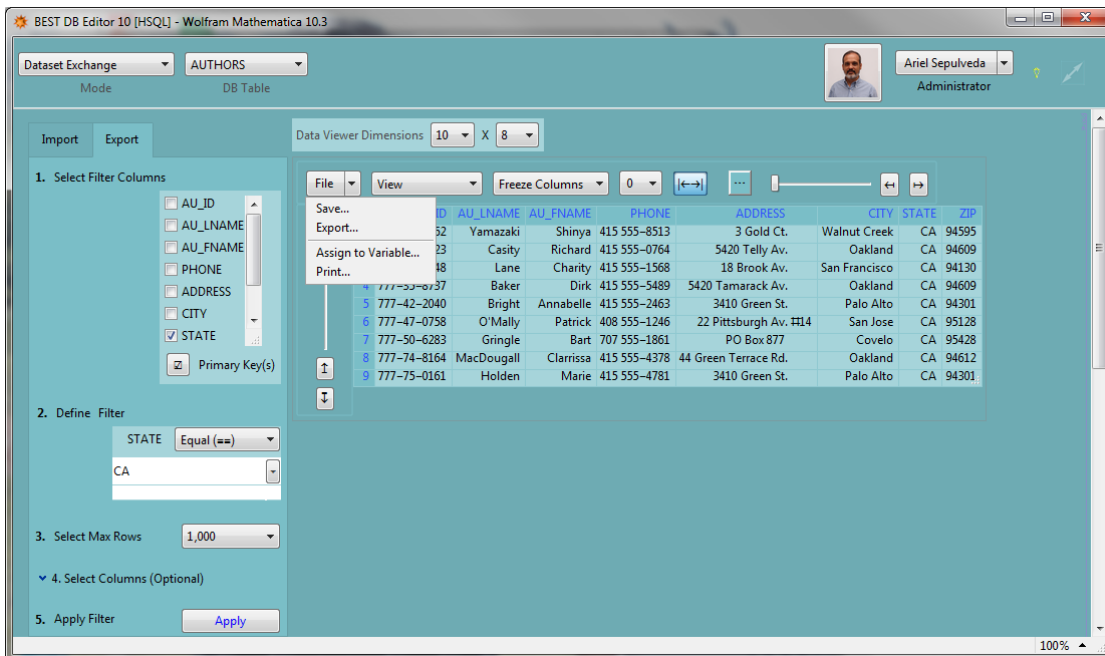 BEST DB Editor 10 [HSQL] - Wolfram Mathematica 10.3
Dataset Exchange AUTHORS Ariel Sepulveda
Mode DB Table Administrator
Import Export
Data Viewer Dimensions 10 X 8
1. Select Filter Columns
AU_ID
AU_LNAME
AU_FNAME
PHONE
ADDRESS
CITY
STATE
Primary Key(s)
2. Define Filter
STATE Equal (==)
CA
3. Select Max Rows 1,000
4. Select Columns (Optional)
5. Apply Filter Apply
File View Freeze Columns 0
Save...
Export...
Assign to Variable...
Print...
ID AU_LNAME AU_FNAME PHONE ADDRESS CITY STATE ZIP
52 Yamazaki Shinya 415 555-8513 3 Gold Ct. Walnut Creek CA 94595
23 Casity Richard 415 555-0764 5420 Telly Av. Oakland CA 94609
48 Lane Charity 415 555-1568 18 Brook Av. San Francisco CA 94130
Baker Dirk 415 555-5489 5420 Tamarack Av. Oakland CA 94609
5 777-42-2040 Bright Annabelle 415 555-2463 3410 Green St. Palo Alto CA 94301
6 777-47-0758 O'Mally Patrick 408 555-1246 22 Pittsburgh Av. #14 San Jose CA 95128
7 777-50-6283 Gringle Bart 707 555-1861 PO Box 877 Covelo CA 95428
8 777-74-8164 MacDougall Clarrissa 415 555-4378 44 Green Terrace Rd. Oakland CA 94612
9 777-75-0161 Holden Marie 415 555-4781 3410 Green St. Palo Alto CA 94301
100%